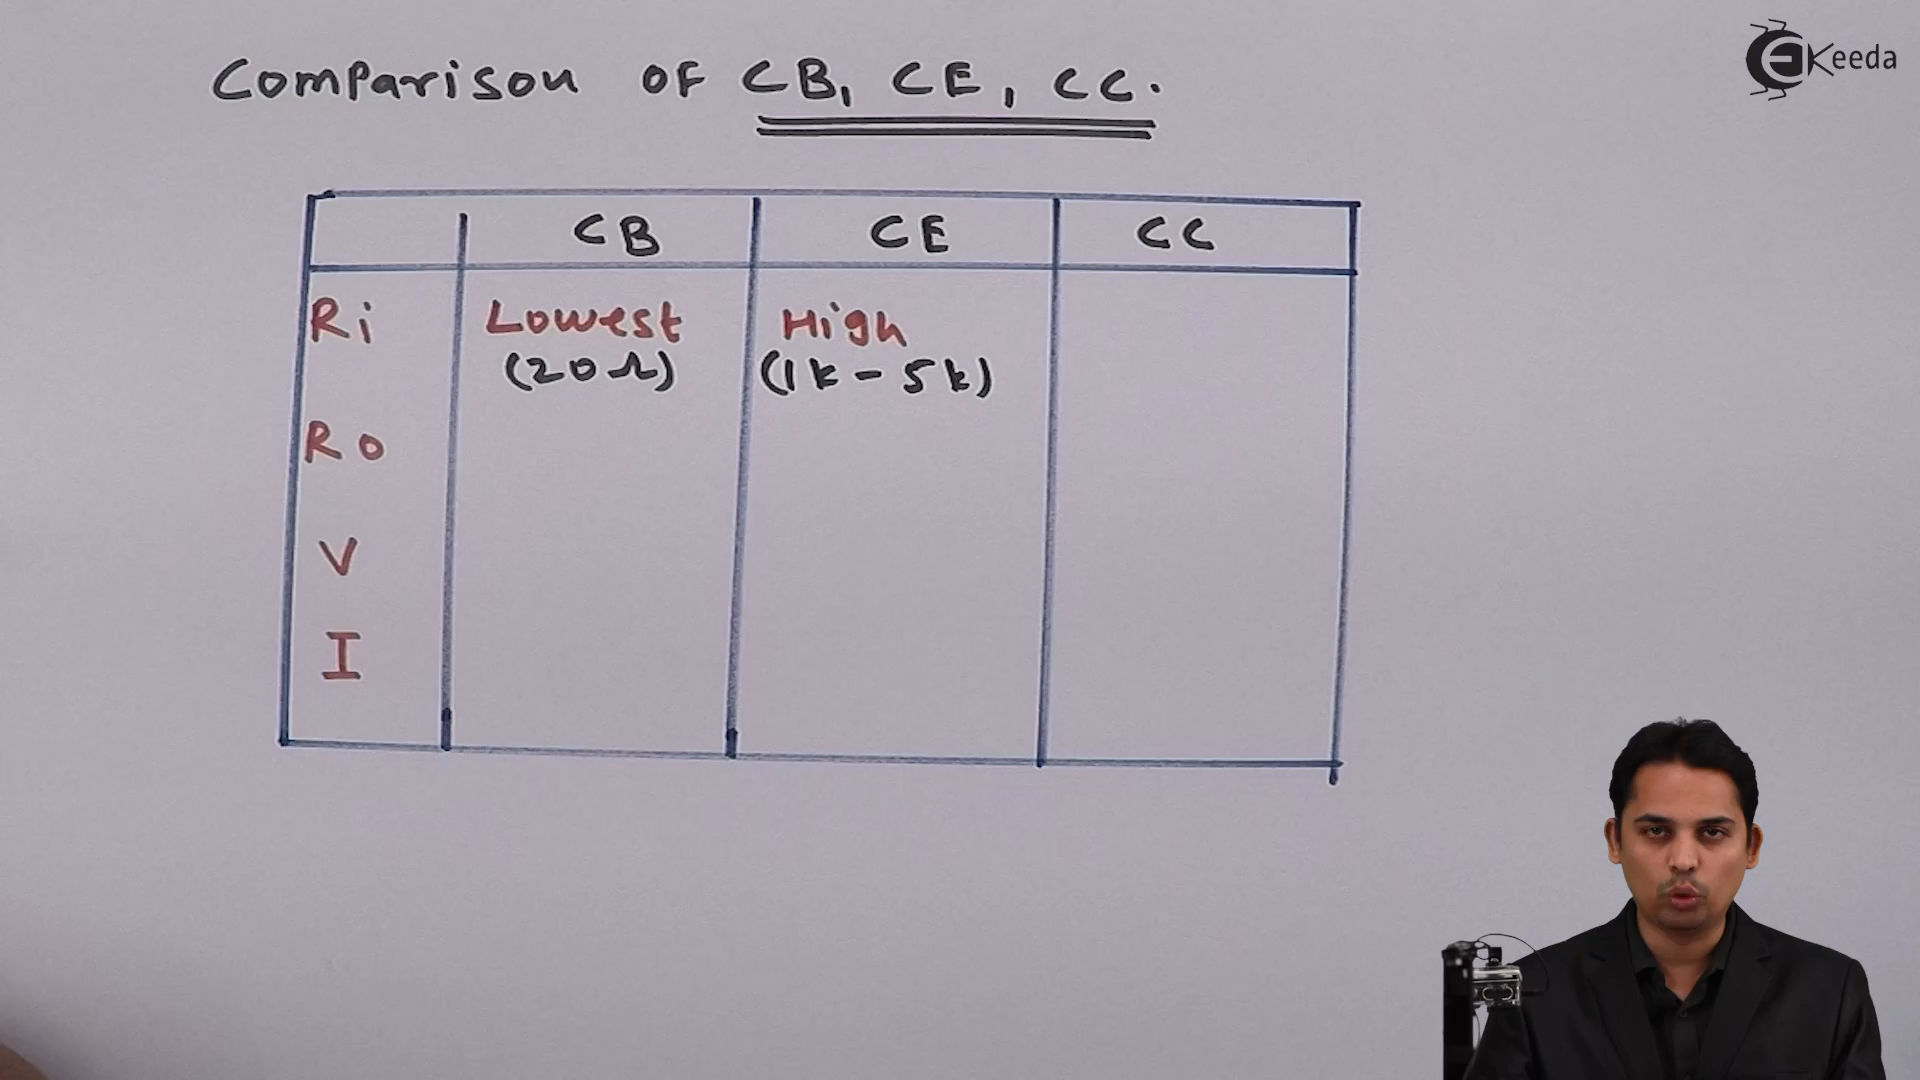 Comparison of CB, CE, CC.
EKeeda
CB CE CC
Ri Lowest High
(20Ω) (1k - 5k)
Ro
V
I